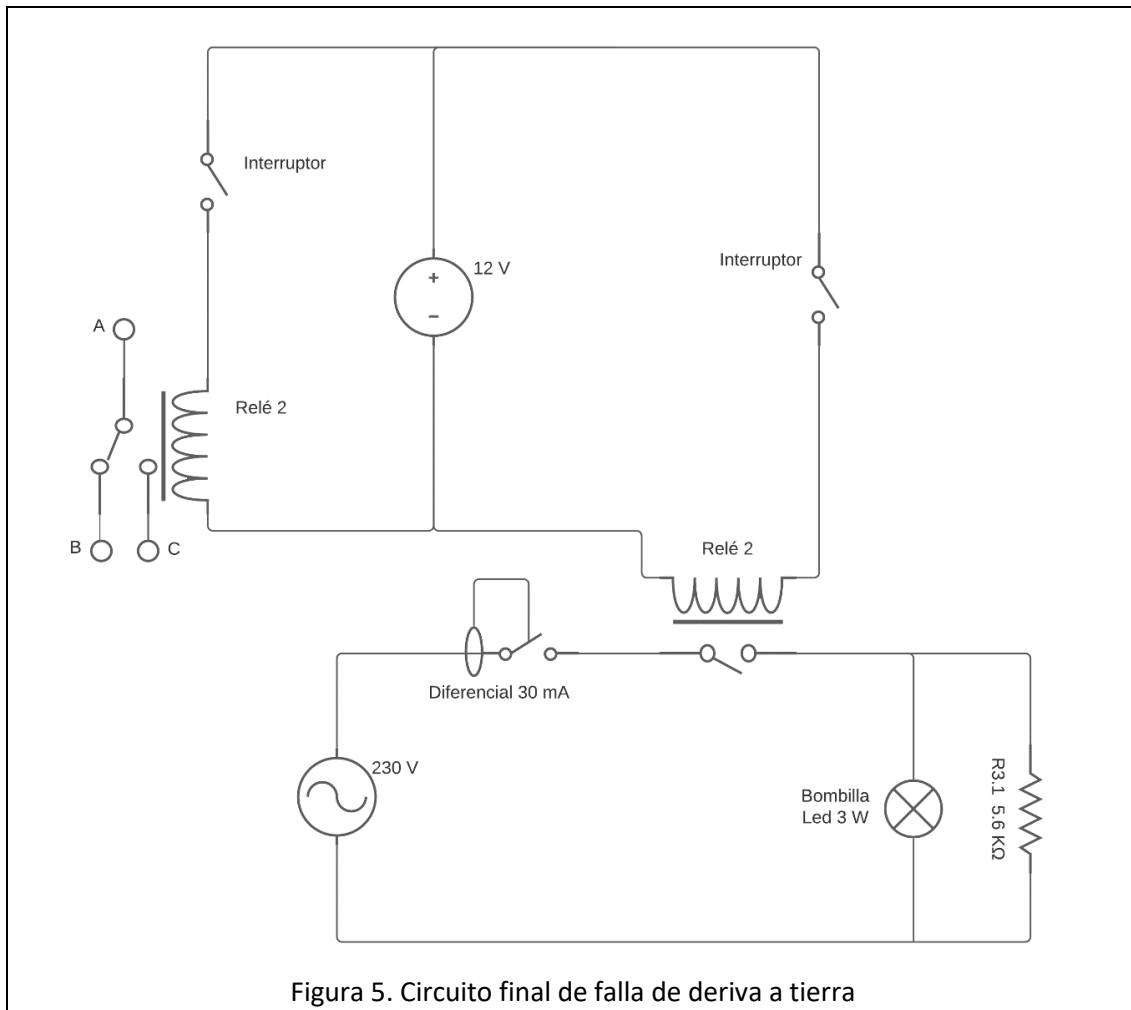 Interruptor
12 V
Interruptor
A
Relé 2
B
C
Relé 2
Diferencial 30 mA
230 V
Bombilla
Led 3 W
R3.1 5.6 KΩ
Figura 5. Circuito final de falla de deriva a tierra